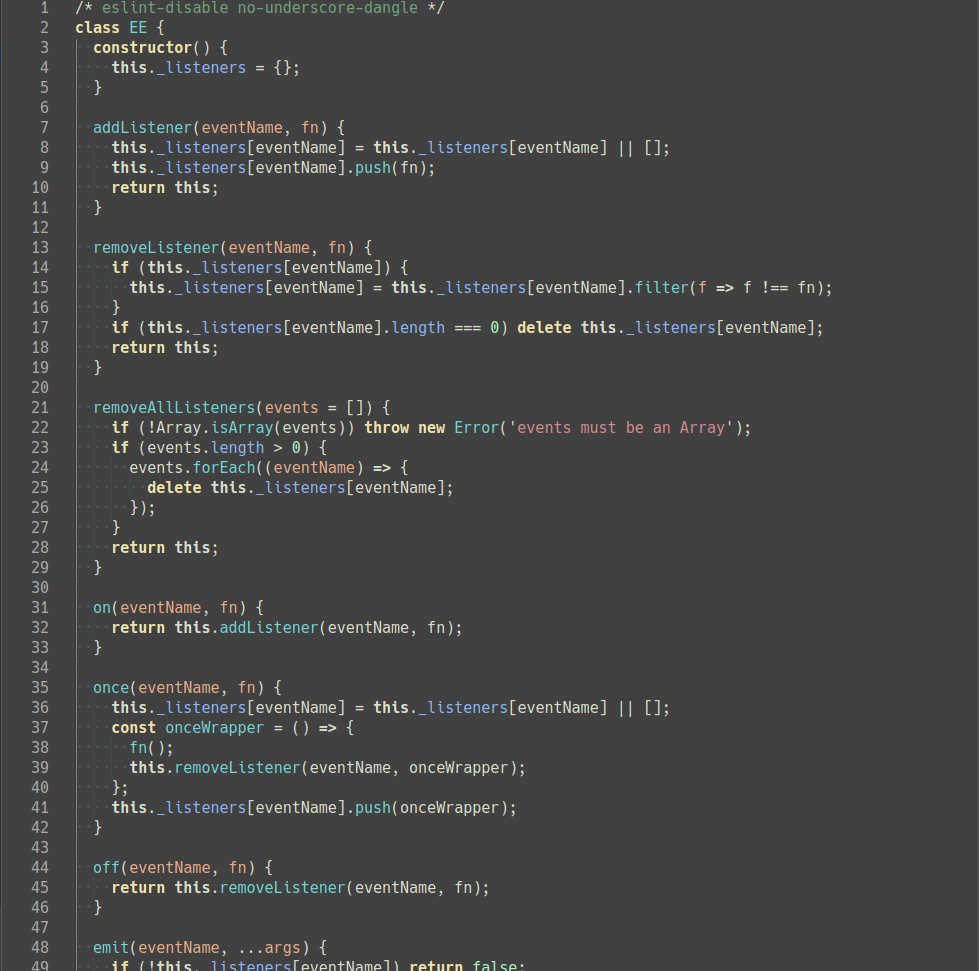 1 /* eslint-disable no-underscore-dangle */
2 class EE {
3   constructor() {
4     this._listeners = {};
5   }
6
7   addListener(eventName, fn) {
8     this._listeners[eventName] = this._listeners[eventName] || [];
9     this._listeners[eventName].push(fn);
10     return this;
11   }
12
13   removeListener(eventName, fn) {
14     if (this._listeners[eventName]) {
15       this._listeners[eventName] = this._listeners[eventName].filter(f => f !== fn);
16     }
17     if (this._listeners[eventName].length === 0) delete this._listeners[eventName];
18     return this;
19   }
20
21   removeAllListeners(events = []) {
22     if (!Array.isArray(events)) throw new Error('events must be an Array');
23     if (events.length > 0) {
24       events.forEach((eventName) => {
25         delete this._listeners[eventName];
26       });
27     }
28     return this;
29   }
30
31   on(eventName, fn) {
32     return this.addListener(eventName, fn);
33   }
34
35   once(eventName, fn) {
36     this._listeners[eventName] = this._listeners[eventName] || [];
37     const onceWrapper = () => {
38       fn();
39       this.removeListener(eventName, onceWrapper);
40     };
41     this._listeners[eventName].push(onceWrapper);
42   }
43
44   off(eventName, fn) {
45     return this.removeListener(eventName, fn);
46   }
47
48   emit(eventName, ...args) {
49     if (!this._listeners[eventName]) return false;